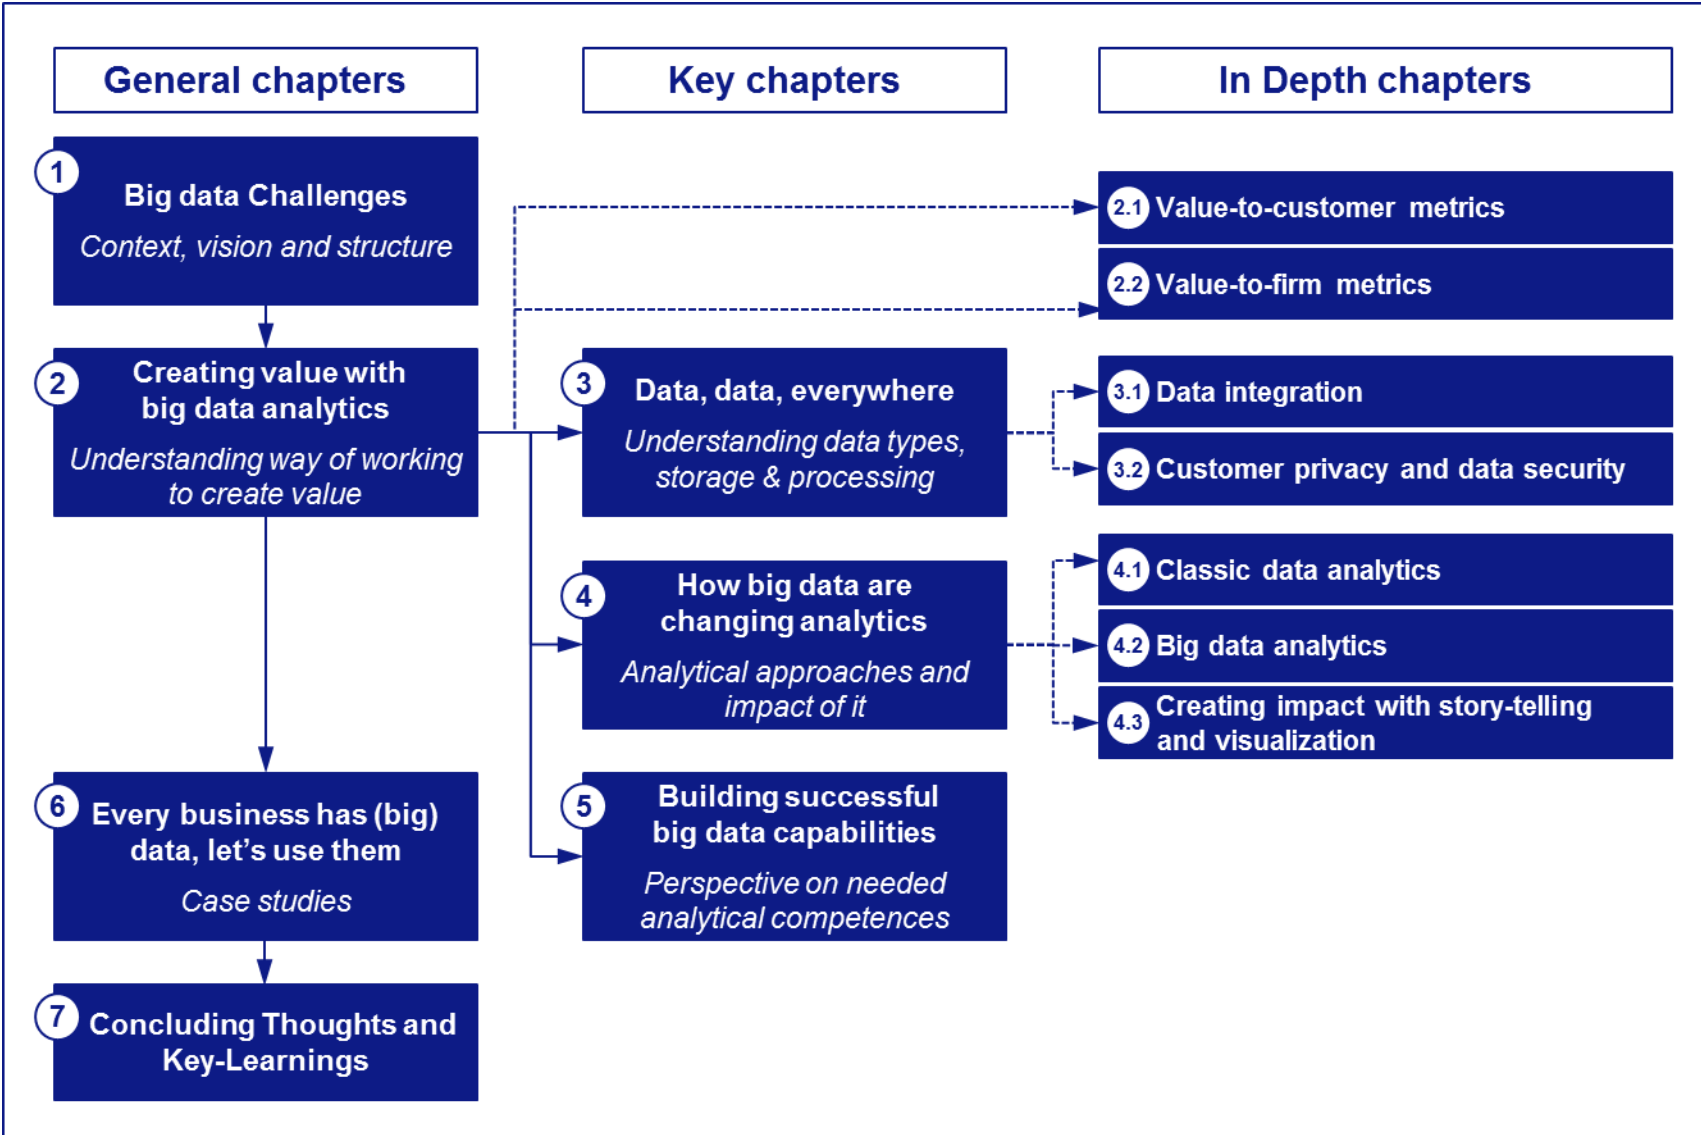 General chapters
Key chapters
In Depth chapters
1
Big data Challenges
Context, vision and structure
2
Creating value with
big data analytics
Understanding way of working
to create value
6
Every business has (big)
data, let’s use them
Case studies
7
Concluding Thoughts and
Key-Learnings
3
Data, data, everywhere
Understanding data types,
storage & processing
4
How big data are
changing analytics
Analytical approaches and
impact of it
5
Building successful
big data capabilities
Perspective on needed
analytical competences
2.1 Value-to-customer metrics
2.2 Value-to-firm metrics
3.1 Data integration
3.2 Customer privacy and data security
4.1 Classic data analytics
4.2 Big data analytics
4.3 Creating impact with story-telling
and visualization